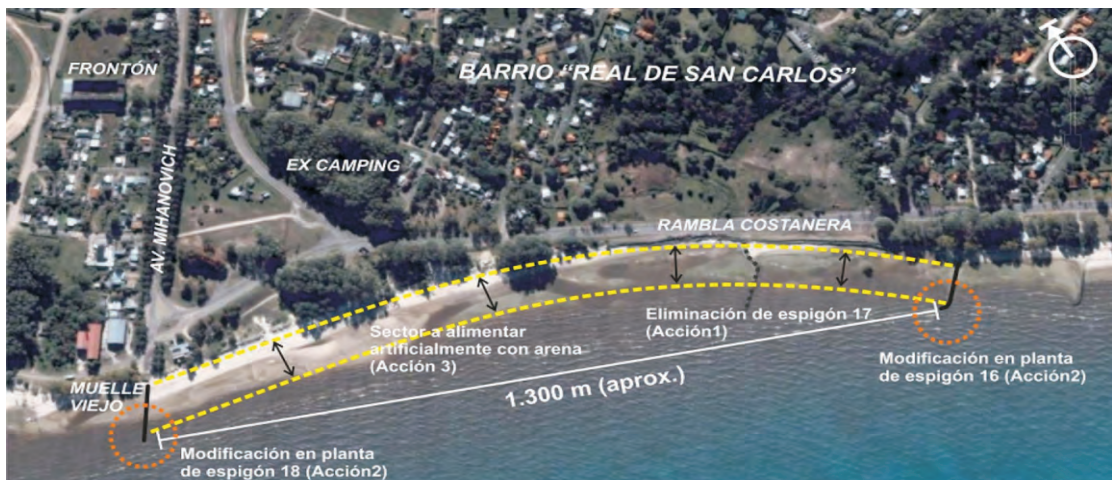 FRONTÓN
BARRIO "REAL DE SAN CARLOS"
AV. MIHANOVICH
EX CAMPING
RAMBLA COSTANERA
Sector a alimentar
artificialmente con arena
(Acción 3)
Eliminación de espigón 17
(Acción1)
Modificación en planta
de espigón 16 (Acción2)
1.300 m (aprox.)
MUELLE
VIEJO
Modificación en planta
de espigón 18 (Acción2)